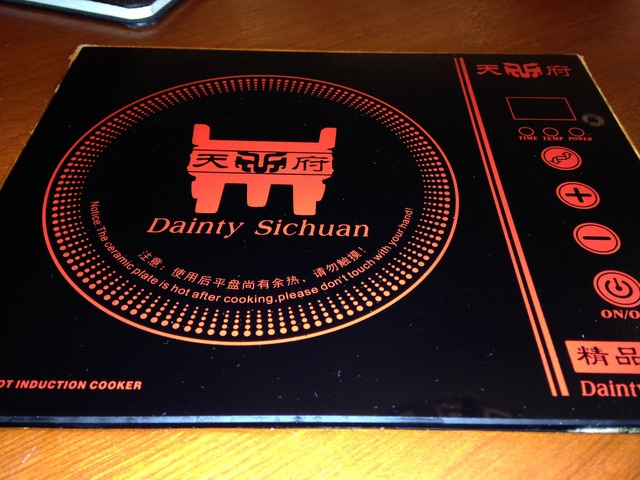 天府
TIME TEMP POWER
天 府
Dainty Sichuan
注意：使用后平盘尚有余热，请勿触摸！
Notice:The ceramic plate is hot after cooking,please don't touch with your hand!
ON/O
精品
Dainty
OT INDUCTION COOKER